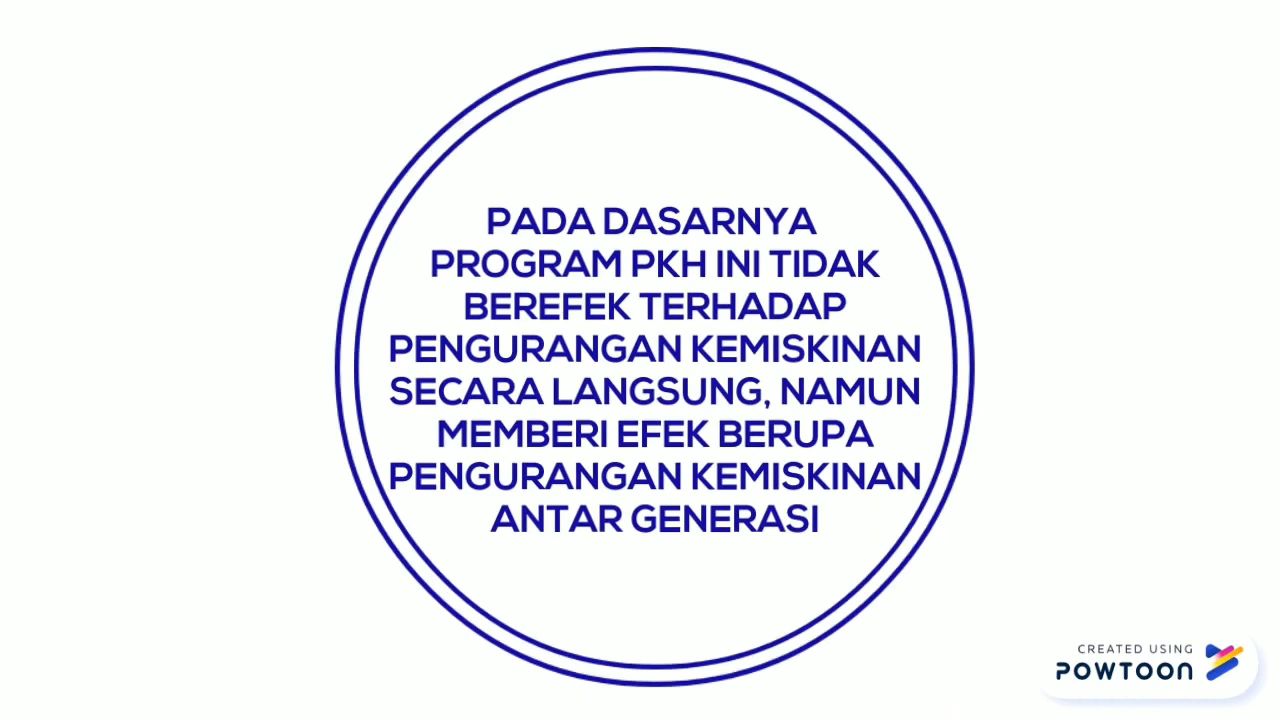 PADA DASARNYA
PROGRAM PKH INI TIDAK
BEREFEK TERHADAP
PENGURANGAN KEMISKINAN
SECARA LANGSUNG, NAMUN
MEMBERI EFEK BERUPA
PENGURANGAN KEMISKINAN
ANTAR GENERASI
CREATED USING
POWTOON